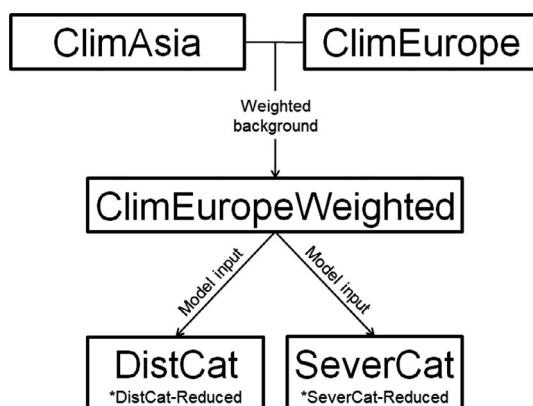 ClimAsia
ClimEurope
Weighted
background
ClimEuropeWeighted
Model input
Model input
DistCat
*DistCat-Reduced
SeverCat
*SeverCat-Reduced